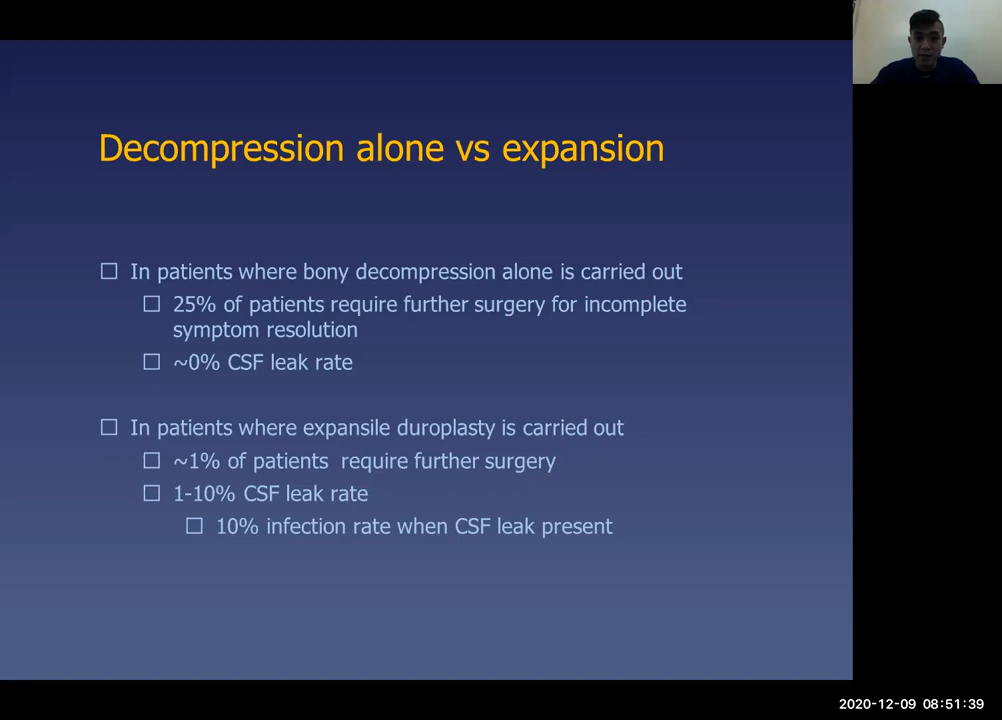 Decompression alone vs expansion
☐ In patients where bony decompression alone is carried out
☐ 25% of patients require further surgery for incomplete
symptom resolution
☐ ~0% CSF leak rate
☐ In patients where expansile duroplasty is carried out
☐ ~1% of patients require further surgery
☐ 1-10% CSF leak rate
☐ 10% infection rate when CSF leak present
2020-12-09 08:51:39